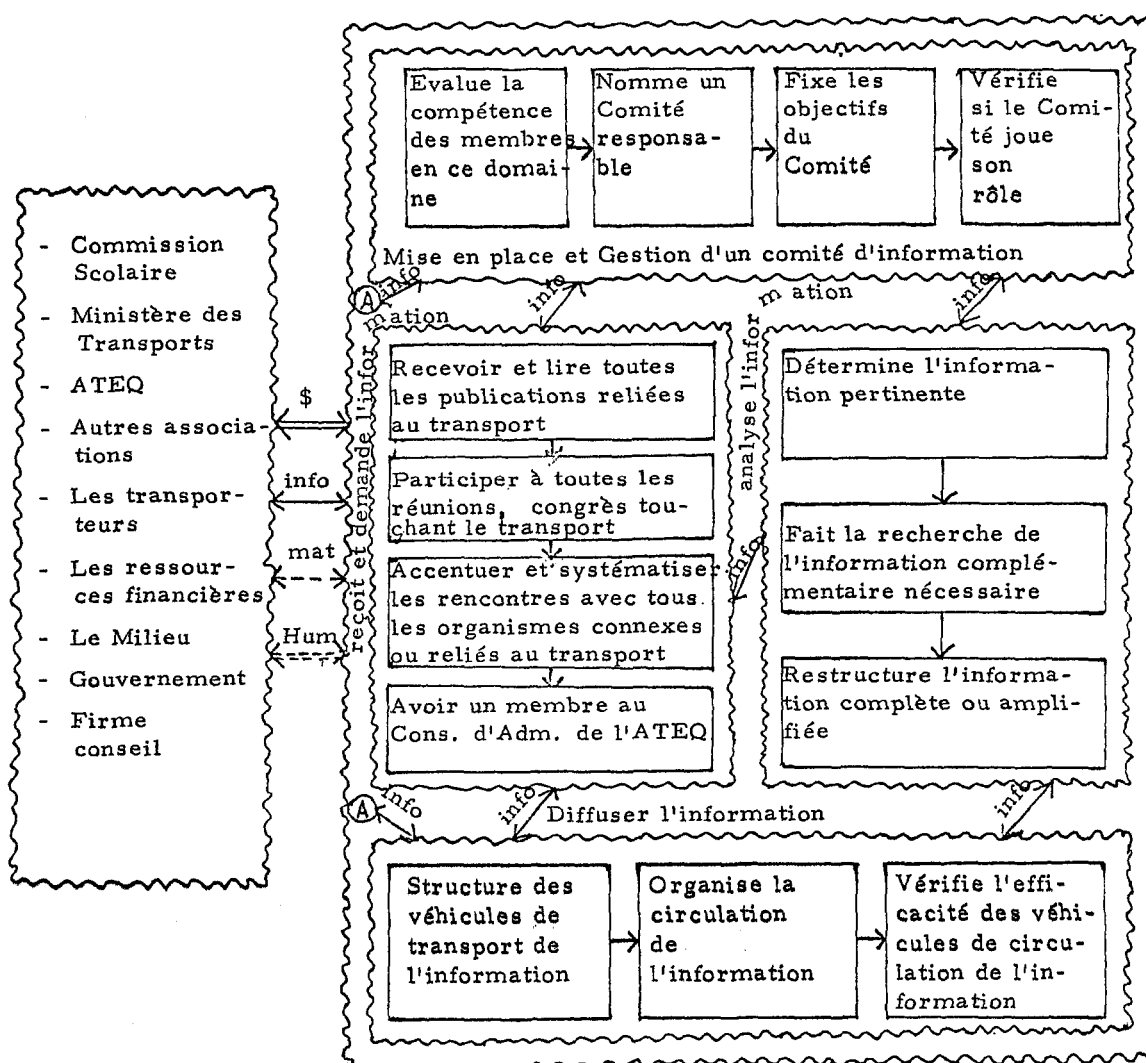 Evalue la
compétence
des membres
en ce domai-
ne
Nomme un
Comité
responsa-
ble
Fixe les
objectifs
du
Comité
Vérifie
si le Comi-
té joue
son
rôle
Mise en place et Gestion d'un comité d'information
- Commission
Scolaire
- Ministère des
Transports
- ATEQ
- Autres associa-
tions
- Les transpor-
teurs
- Les ressour-
ces financières
- Le Milieu
- Gouvernement
- Firme
conseil
$
info
mat
Hum
A
info
info
info
reçoit et demande l'information
Recevoir et lire toutes
les publications reliées
au transport
Participer à toutes les
réunions, congrès tou-
chant le transport
Accentuer et systématiser
les rencontres avec tous
les organismes connexes
ou reliés au transport
Avoir un membre au
Cons. d'Adm. de l'ATEQ
analyse l'information
info
Détermine l'informa-
tion pertinente
Fait la recherche de
l'information complé-
mentaire nécessaire
Restructure l'informa-
tion complète ou ampli-
fiée
A
info
info
Diffuser l'information
info
Structure des
véhicules de
transport de
l'information
Organise la
circulation
de
l'information
Vérifie l'effi-
cacité des véhi-
cules de circu-
lation de l'in-
formation